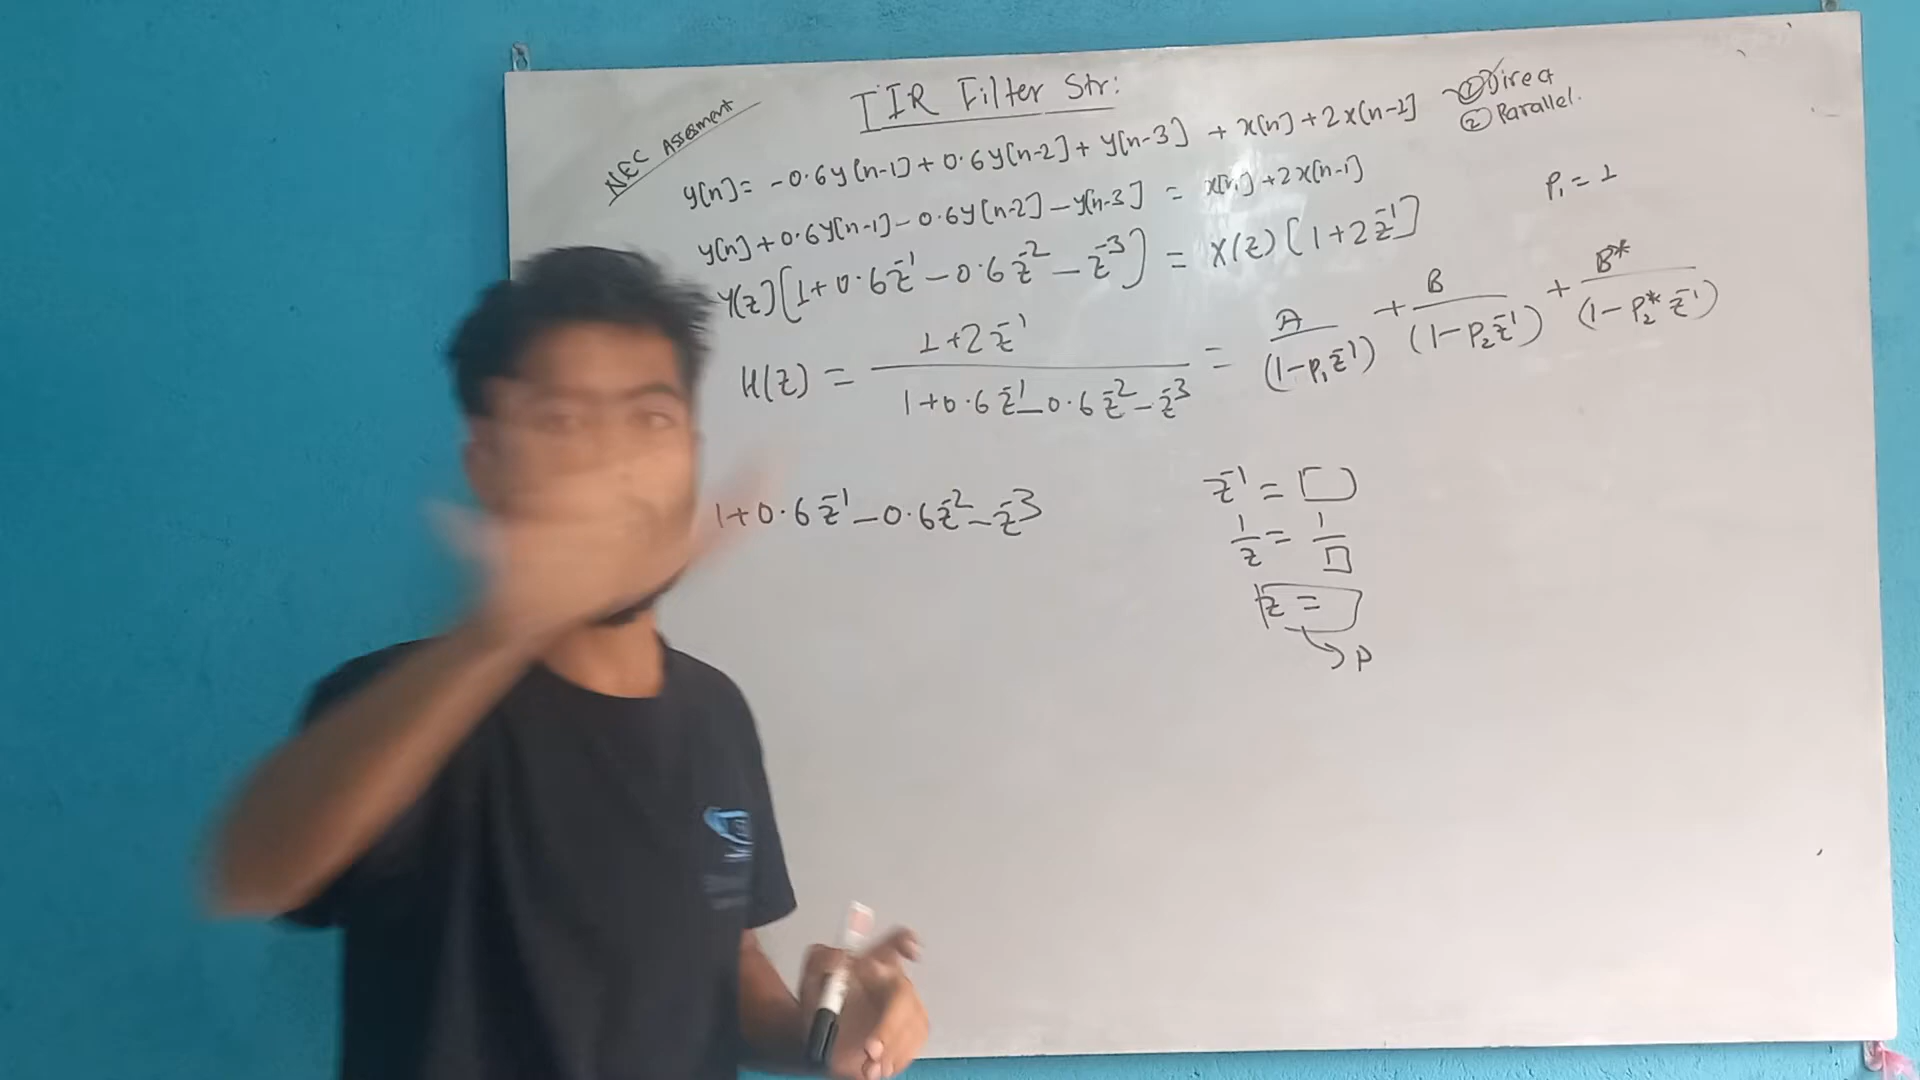 NEC Assesment
IIR Filter Str:
① Direct
② Parallel.
y[n] = -0.6y[n-1] + 0.6y[n-2] + y[n-3] + x[n] + 2x[n-2]
y[n] + 0.6y[n-1] - 0.6y[n-2] - y[n-3] = x[n] + 2x[n-1]
p₁ = 1
Y(z)[1 + 0.6z⁻¹ - 0.6z⁻² - z⁻³] = X(z)[1 + 2z⁻¹]
H(z) = (1 + 2z⁻¹) / (1 + 0.6z⁻¹ - 0.6z⁻² - z⁻³) = A / (1 - p₁z⁻¹) + B / (1 - p₂z⁻¹) + B* / (1 - p₂*z⁻¹)
1 + 0.6z⁻¹ - 0.6z⁻² - z⁻³
z⁻¹ = □
1/z = 1/□
z =
p